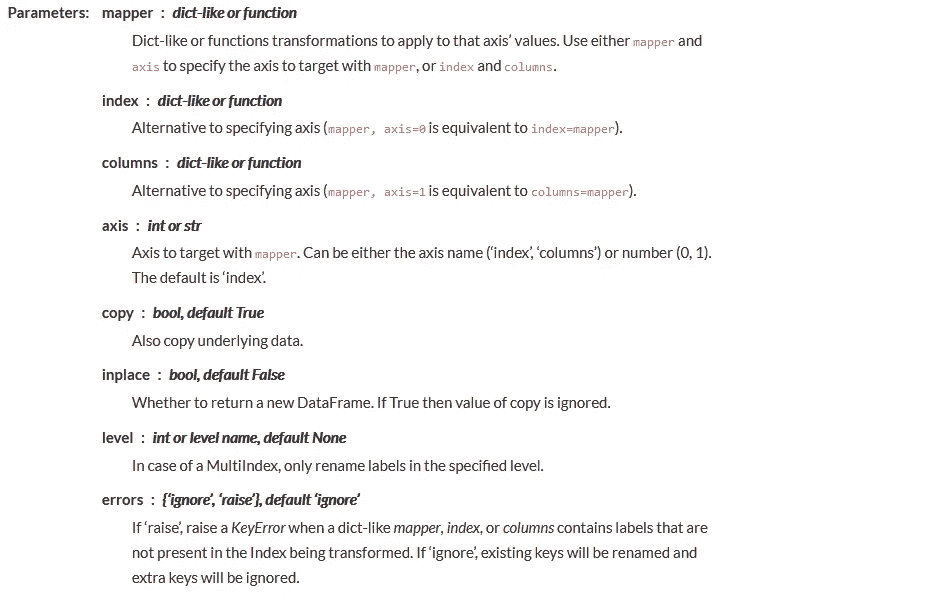 Parameters: mapper : dict-like or function
Dict-like or functions transformations to apply to that axis’ values. Use either mapper and
axis to specify the axis to target with mapper, or index and columns.
index : dict-like or function
Alternative to specifying axis (mapper, axis=0 is equivalent to index=mapper).
columns : dict-like or function
Alternative to specifying axis (mapper, axis=1 is equivalent to columns=mapper).
axis : int or str
Axis to target with mapper. Can be either the axis name (‘index’, ‘columns’) or number (0, 1).
The default is ‘index’.
copy : bool, default True
Also copy underlying data.
inplace : bool, default False
Whether to return a new DataFrame. If True then value of copy is ignored.
level : int or level name, default None
In case of a MultiIndex, only rename labels in the specified level.
errors : {‘ignore’, ‘raise’}, default ‘ignore’
If ‘raise’, raise a KeyError when a dict-like mapper, index, or columns contains labels that are
not present in the Index being transformed. If ‘ignore’, existing keys will be renamed and
extra keys will be ignored.